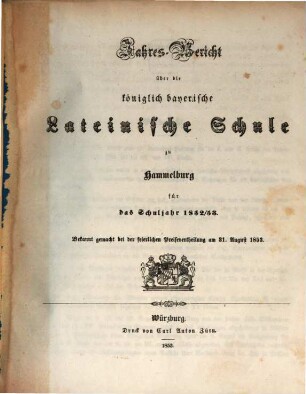 Jahres-Bericht
über die
königlich bayerische
Lateinische Schule
zu
Hammelburg
für
das Schuljahr 1852/53.
Bekannt gemacht bei der feierlichen Preisevertheilung am 31. August 1853.
Würzburg.
Druck von Carl Anton Zürn.
1853.